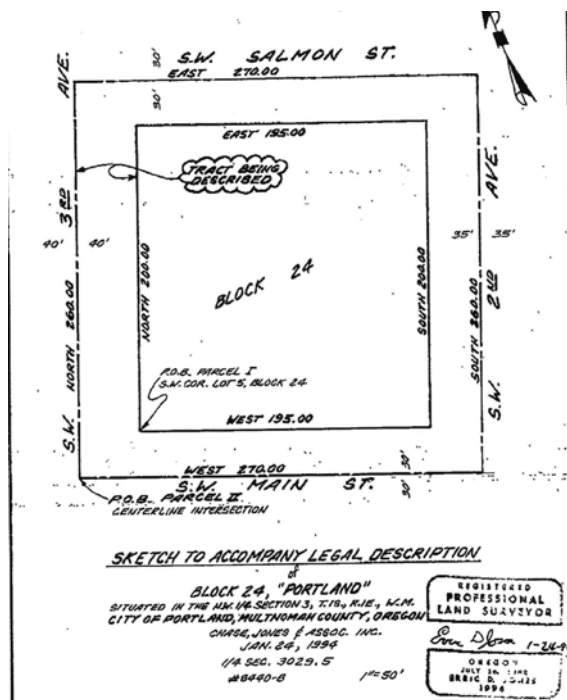 S.W. SALMON ST.
30'
EAST 270.00
30'
EAST 195.00
TRACT BEING
DESCRIBED
S.W. NORTH 260.00 3RD AVE.
40' 40'
NORTH 200.00
BLOCK 24
SOUTH 200.00
35' 35'
SOUTH 260.00
S.W. 2ND AVE.
P.O.B. PARCEL I
S.W. COR. LOT 5, BLOCK 24
WEST 195.00
30'
WEST 270.00
30'
S.W. MAIN ST.
P.O.B. PARCEL II
CENTERLINE INTERSECTION
SKETCH TO ACCOMPANY LEGAL DESCRIPTION
of
BLOCK 24, "PORTLAND"
SITUATED IN THE N.W. 1/4 SECTION 3, T.1S., R.1E., W.M.
CITY OF PORTLAND, MULTNOMAH COUNTY, OREGON
CHASE, JONES & ASSOC. INC.
JAN. 24, 1994
1/4 SEC. 3029.5
#8440-B 1"=50'
REGISTERED
PROFESSIONAL
LAND SURVEYOR
OREGON